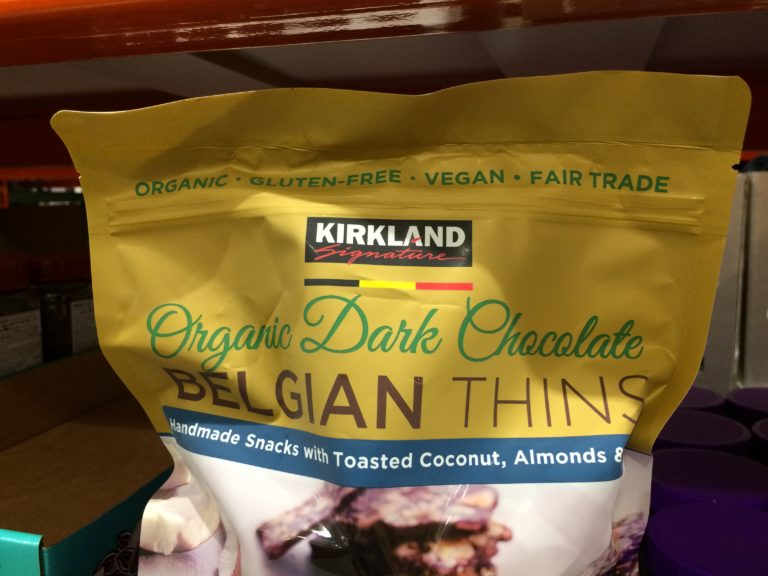 ORGANIC · GLUTEN-FREE · VEGAN · FAIR TRADE
KIRKLAND
Signature
Organic Dark Chocolate
BELGIAN THINS
Handmade Snacks with Toasted Coconut, Almonds &